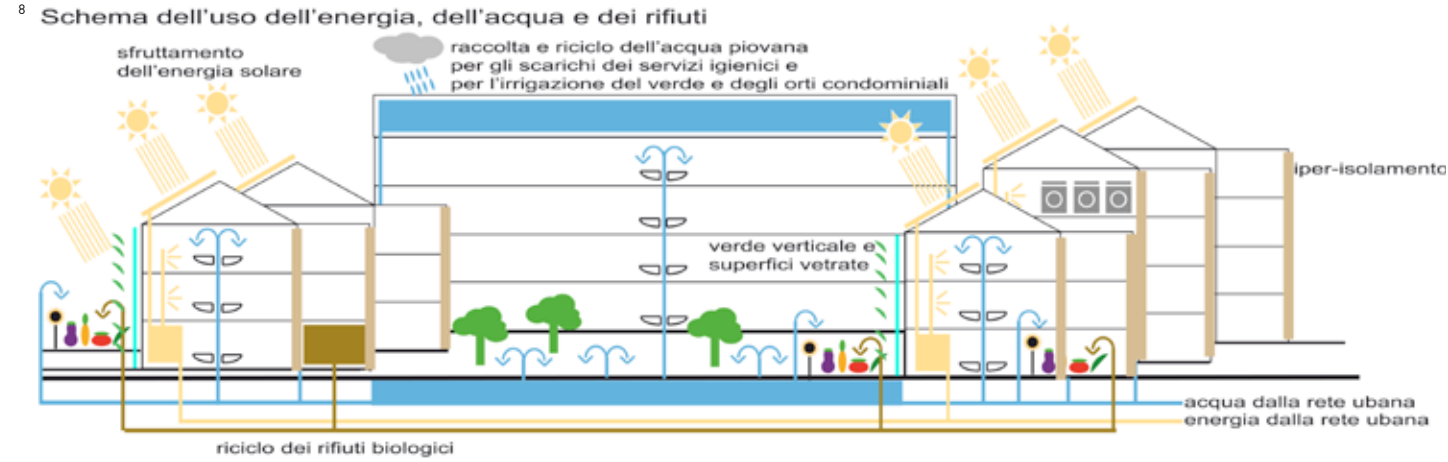 8
Schema dell'uso dell'energia, dell'acqua e dei rifiuti
sfruttamento
dell'energia solare
raccolta e riciclo dell'acqua piovana
per gli scarichi dei servizi igienici e
per l'irrigazione del verde e degli orti condominiali
iper-isolamento
verde verticale e
superfici vetrate
acqua dalla rete ubana
energia dalla rete ubana
riciclo dei rifiuti biologici